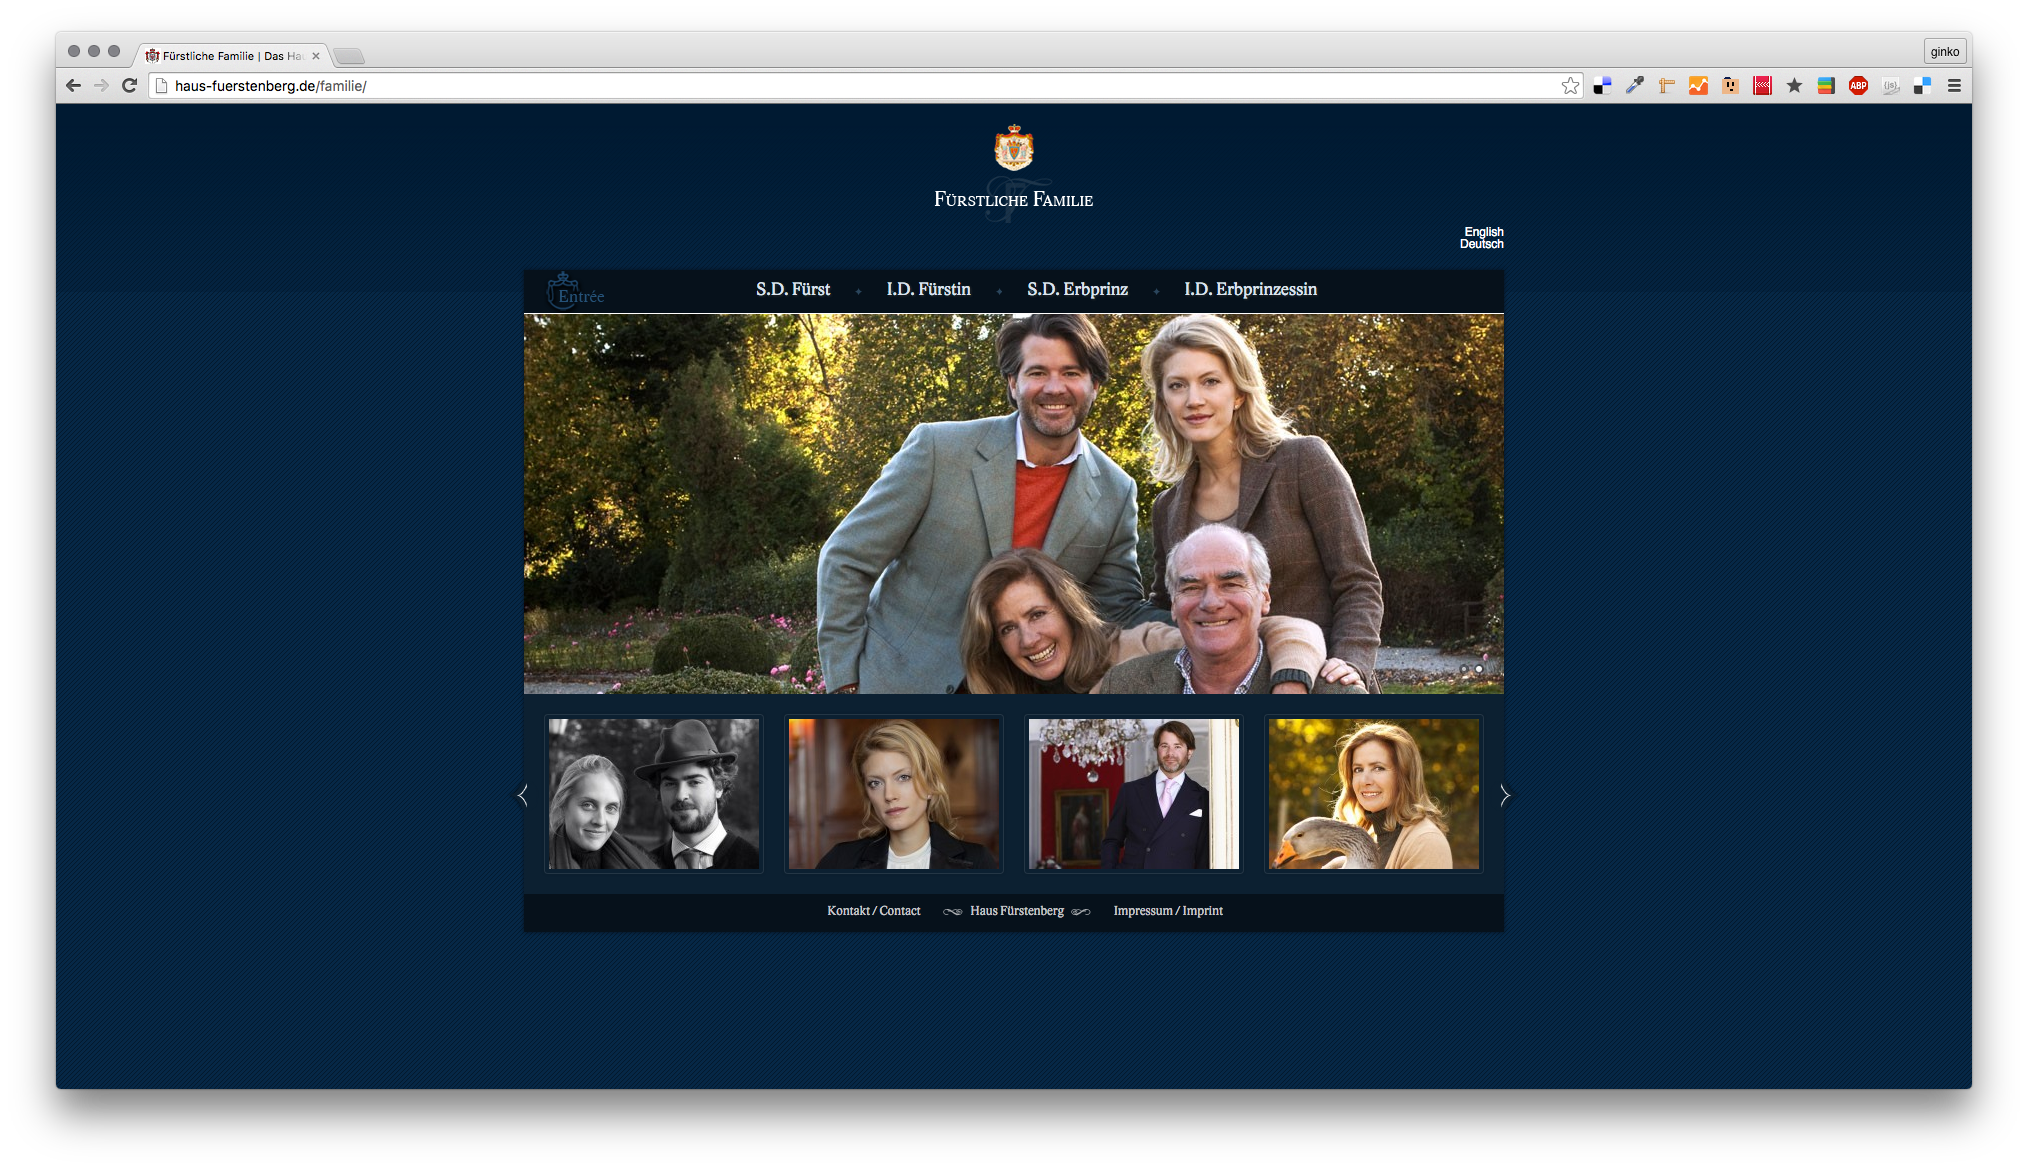 Fürstliche Familie | Das Ha
ginko
haus-fuerstenberg.de/familie/
ABP
{js}
FÜRSTLICHE FAMILIE
English
Deutsch
Entrée
S.D. Fürst
I.D. Fürstin
S.D. Erbprinz
I.D. Erbprinzessin
Kontakt / Contact
Haus Fürstenberg
Impressum / Imprint